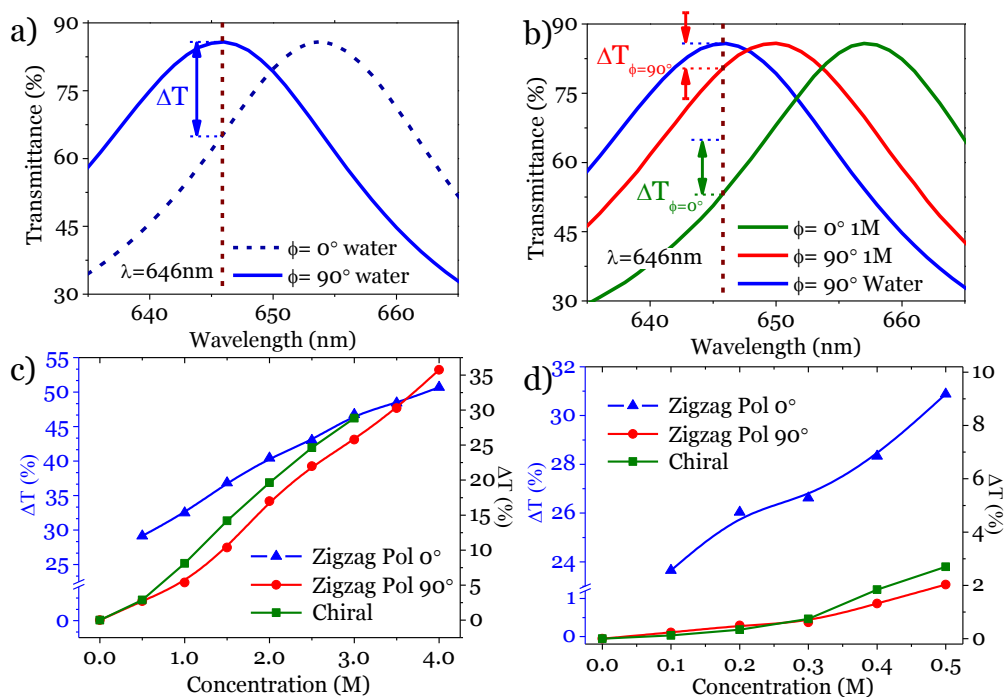 a)
90
75
60
45
30
Transmittance (%)
ΔT
ϕ= 0° water
λ=646nm
ϕ= 90° water
640
650
660
Wavelength (nm)
b)
90
75
60
45
30
Transmittance (%)
ΔTϕ=90°
ΔTϕ=0°
ϕ= 0° 1M
ϕ= 90° 1M
λ=646nm
ϕ= 90° Water
640
650
660
Wavelength (nm)
c)
55
50
45
40
35
30
25
0
ΔT (%)
35
30
25
20
15
10
5
0
ΔT (%)
Zigzag Pol 0°
Zigzag Pol 90°
Chiral
0.0
1.0
2.0
3.0
4.0
Concentration (M)
d)
32
30
28
26
24
1
0
ΔT (%)
10
8
6
4
2
0
ΔT (%)
Zigzag Pol 0°
Zigzag Pol 90°
Chiral
0.0
0.1
0.2
0.3
0.4
0.5
Concentration (M)